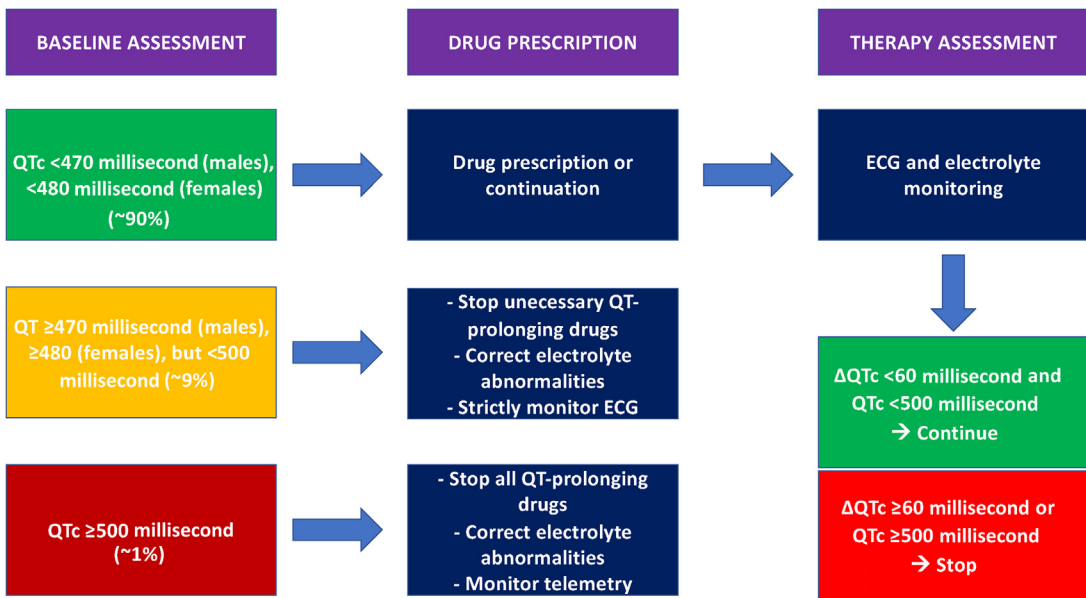 BASELINE ASSESSMENT
DRUG PRESCRIPTION
THERAPY ASSESSMENT
QTc <470 millisecond (males),
<480 millisecond (females)
(~90%)
Drug prescription or
continuation
ECG and electrolyte
monitoring
QT ≥470 millisecond (males),
≥480 (females), but <500
millisecond (~9%)
- Stop unecessary QT-
prolonging drugs
- Correct electrolyte
abnormalities
- Strictly monitor ECG
ΔQTc <60 millisecond and
QTc <500 millisecond
→ Continue
QTc ≥500 millisecond
(~1%)
- Stop all QT-prolonging
drugs
- Correct electrolyte
abnormalities
- Monitor telemetry
ΔQTc ≥60 millisecond or
QTc ≥500 millisecond
→ Stop